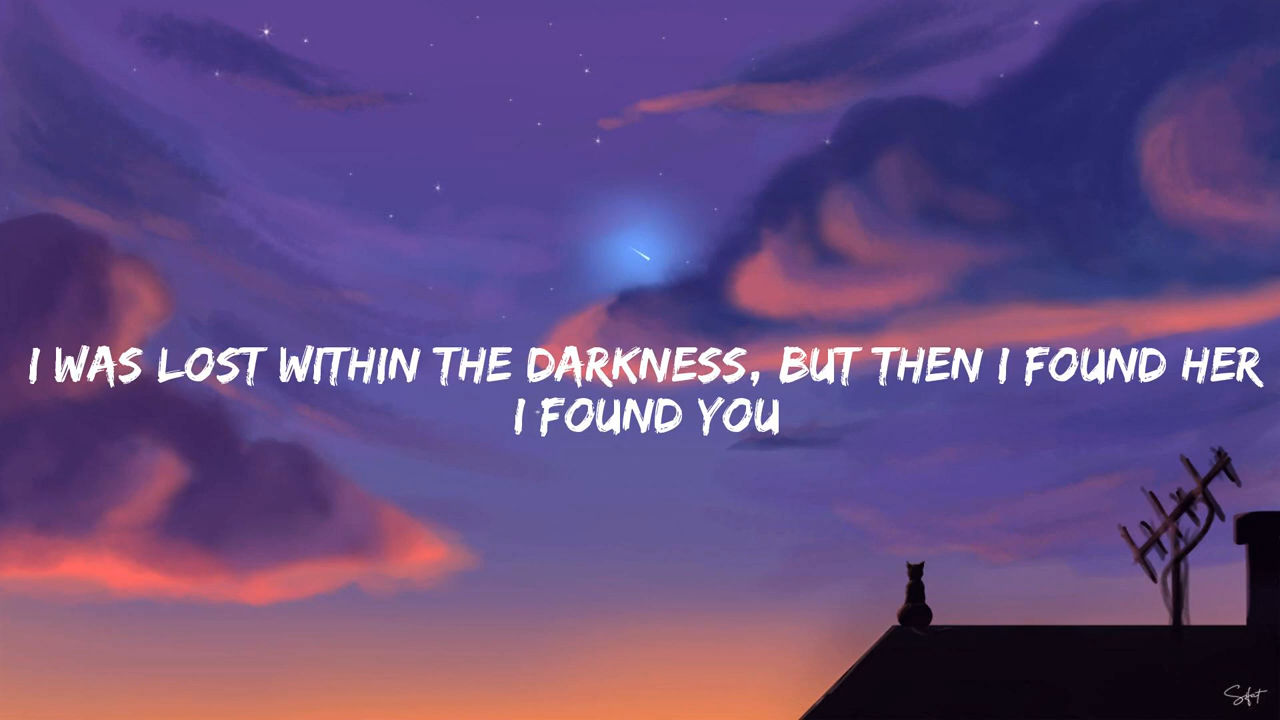 I WAS LOST WITHIN THE DARKNESS, BUT THEN I FOUND HER
I FOUND YOU